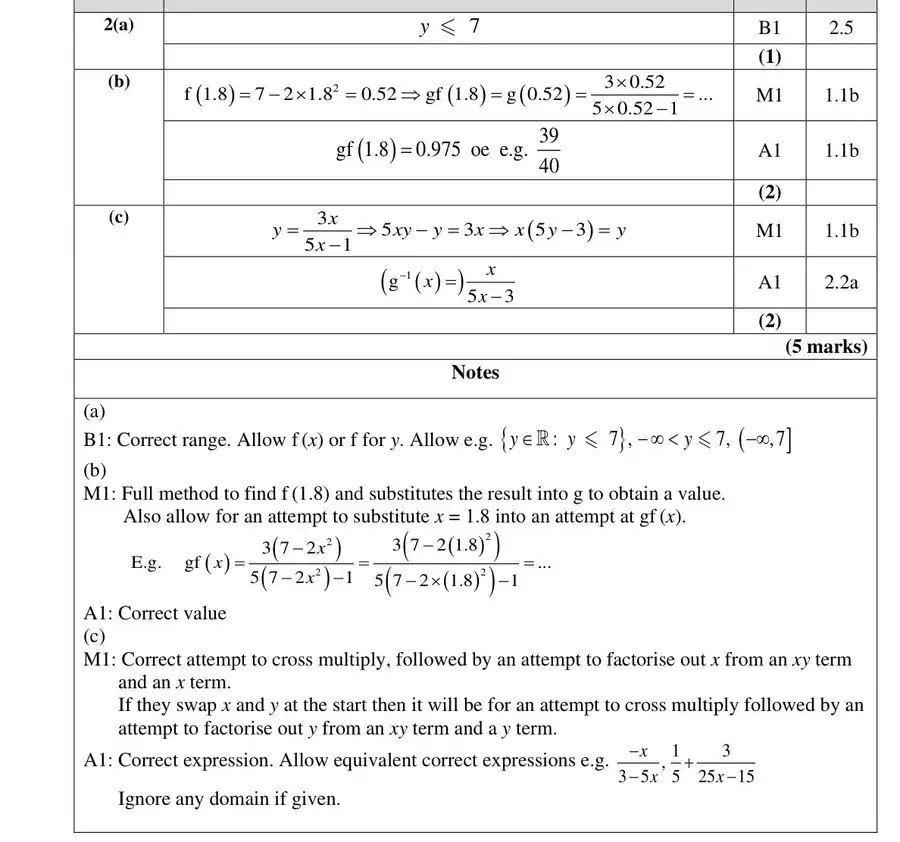 2(a) y ⩽ 7 B1 2.5
(1)
(b) f (1.8) = 7 − 2×1.8² = 0.52 ⇒ gf (1.8) = g (0.52) = (3×0.52)/(5×0.52−1) = ... M1 1.1b
gf (1.8) = 0.975 oe e.g. 39/40 A1 1.1b
(2)
(c) y = 3x/(5x−1) ⇒ 5xy − y = 3x ⇒ x(5y−3) = y M1 1.1b
(g⁻¹(x) =) x/(5x−3) A1 2.2a
(2)
(5 marks)
Notes
(a)
B1: Correct range. Allow f (x) or f for y. Allow e.g. {y∈ℝ: y ⩽ 7}, −∞ < y ⩽ 7, (−∞, 7]
(b)
M1: Full method to find f (1.8) and substitutes the result into g to obtain a value.
Also allow for an attempt to substitute x = 1.8 into an attempt at gf (x).
E.g. gf (x) = 3(7−2x²)/(5(7−2x²)−1) = 3(7−2(1.8)²)/(5(7−2×(1.8)²)−1) = ...
A1: Correct value
(c)
M1: Correct attempt to cross multiply, followed by an attempt to factorise out x from an xy term
and an x term.
If they swap x and y at the start then it will be for an attempt to cross multiply followed by an
attempt to factorise out y from an xy term and a y term.
A1: Correct expression. Allow equivalent correct expressions e.g. −x/(3−5x), 1/5 + 3/(25x−15)
Ignore any domain if given.